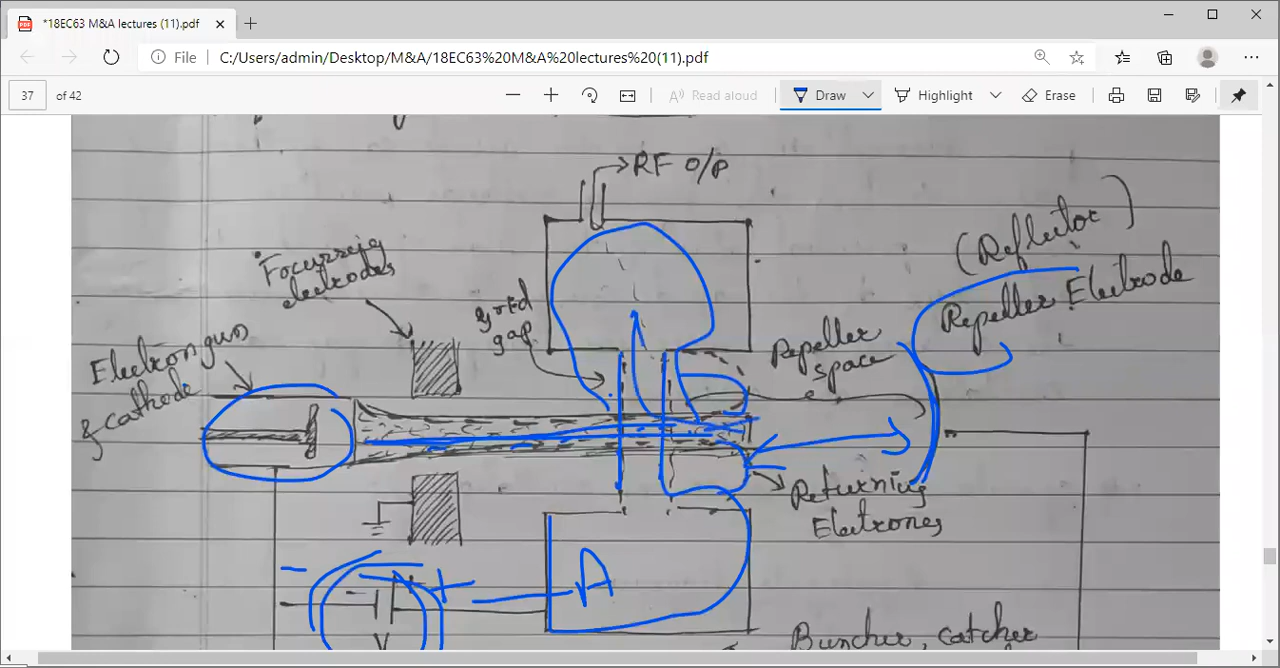 *18EC63 M&A lectures (11).pdf
File
C:/Users/admin/Desktop/M&A/18EC63%20M&A%20lectures%20(11).pdf
37
of 42
Read aloud
Draw
Highlight
Erase
RF O/P
(Reflector)
Repeller Electrode
Focussing
electrodes
grid
gap
Repeller
space
Electron gun
& cathode
Returning
Electrones
- +
A
V
Buncher, catcher